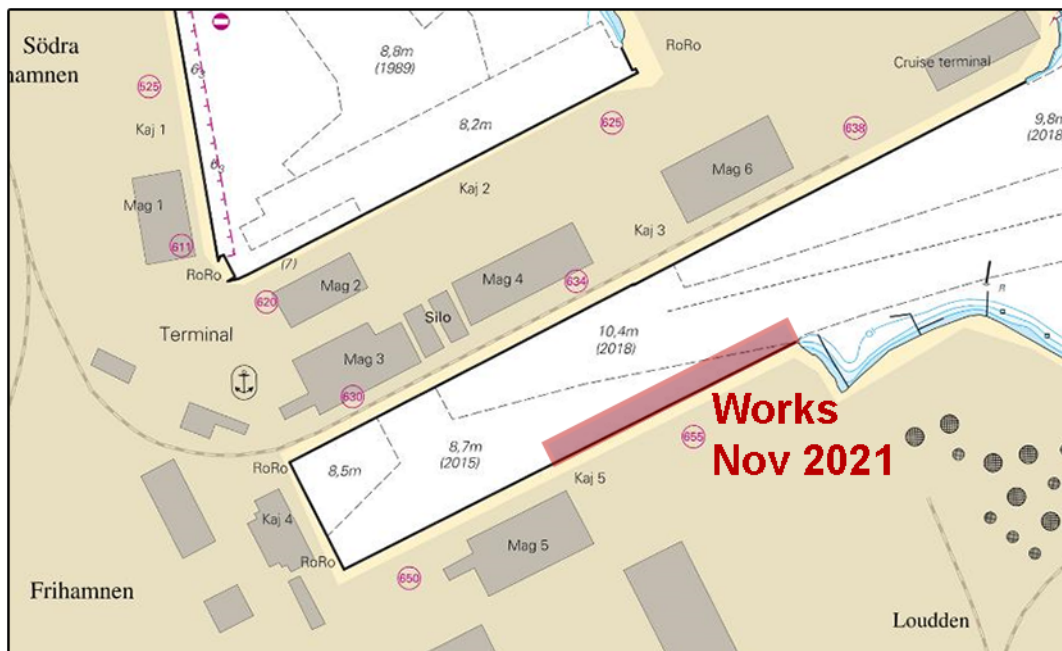 Södra
hamnen
RoRo
8,8m
(1989)
Cruise terminal
525
Kaj 1
8,2m
625
638
9,8m
(2018
Mag 1
Kaj 2
Mag 6
611
RoRo
(7)
Kaj 3
620
Mag 2
Mag 4
634
R
Silo
Terminal
10,4m
(2018)
Mag 3
630
Works
Nov 2021
655
8,7m
(2015)
RoRo
8,5m
Kaj 5
Kaj 4
Mag 5
RoRo
650
Frihamnen
Loudden